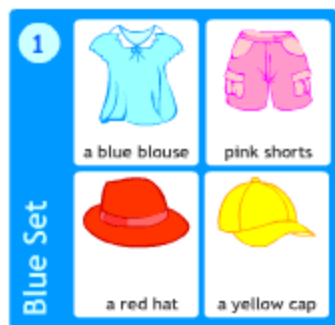 1
a blue blouse
pink shorts
Blue Set
a red hat
a yellow cap